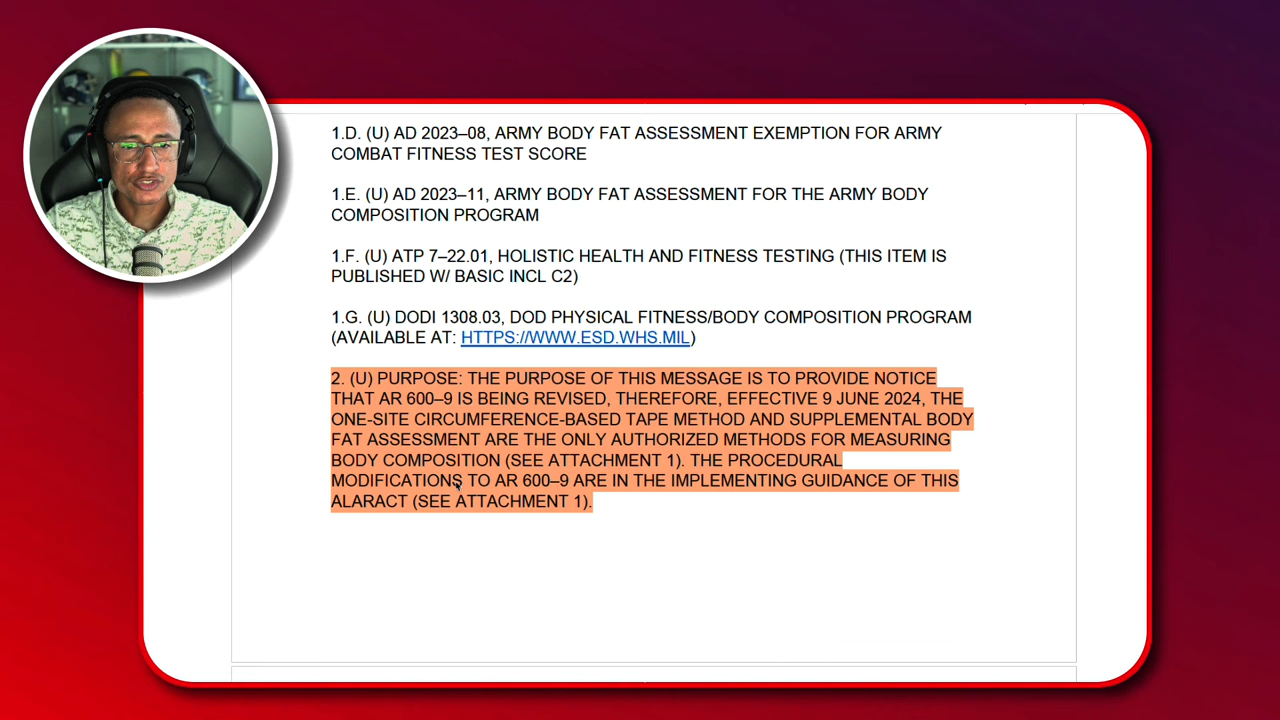 1.D. (U) AD 2023–08, ARMY BODY FAT ASSESSMENT EXEMPTION FOR ARMY
COMBAT FITNESS TEST SCORE
1.E. (U) AD 2023–11, ARMY BODY FAT ASSESSMENT FOR THE ARMY BODY
COMPOSITION PROGRAM
1.F. (U) ATP 7–22.01, HOLISTIC HEALTH AND FITNESS TESTING (THIS ITEM IS
PUBLISHED W/ BASIC INCL C2)
1.G. (U) DODI 1308.03, DOD PHYSICAL FITNESS/BODY COMPOSITION PROGRAM
(AVAILABLE AT: HTTPS://WWW.ESD.WHS.MIL)
2. (U) PURPOSE: THE PURPOSE OF THIS MESSAGE IS TO PROVIDE NOTICE
THAT AR 600–9 IS BEING REVISED, THEREFORE, EFFECTIVE 9 JUNE 2024, THE
ONE-SITE CIRCUMFERENCE-BASED TAPE METHOD AND SUPPLEMENTAL BODY
FAT ASSESSMENT ARE THE ONLY AUTHORIZED METHODS FOR MEASURING
BODY COMPOSITION (SEE ATTACHMENT 1). THE PROCEDURAL
MODIFICATIONS TO AR 600–9 ARE IN THE IMPLEMENTING GUIDANCE OF THIS
ALARACT (SEE ATTACHMENT 1).